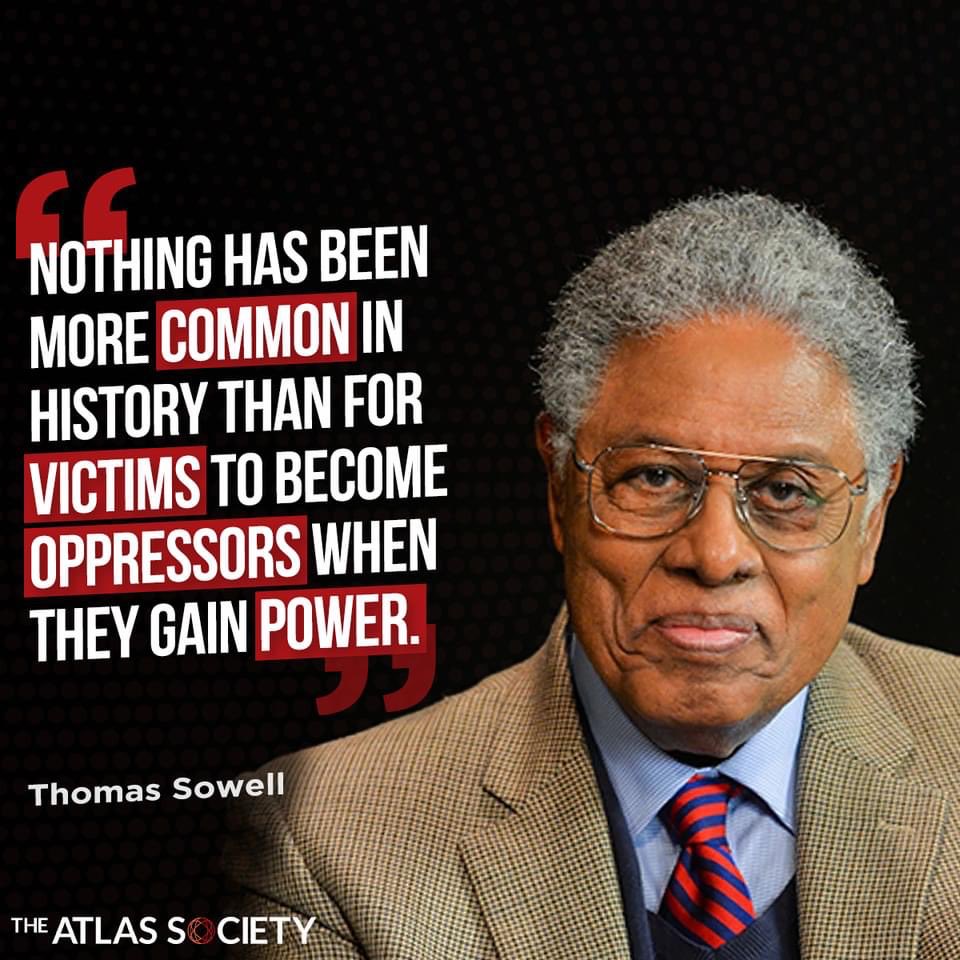 “
NOTHING HAS BEEN
MORE COMMON IN
HISTORY THAN FOR
VICTIMS TO BECOME
OPPRESSORS WHEN
THEY GAIN POWER.
”
Thomas Sowell
THE ATLAS SOCIETY